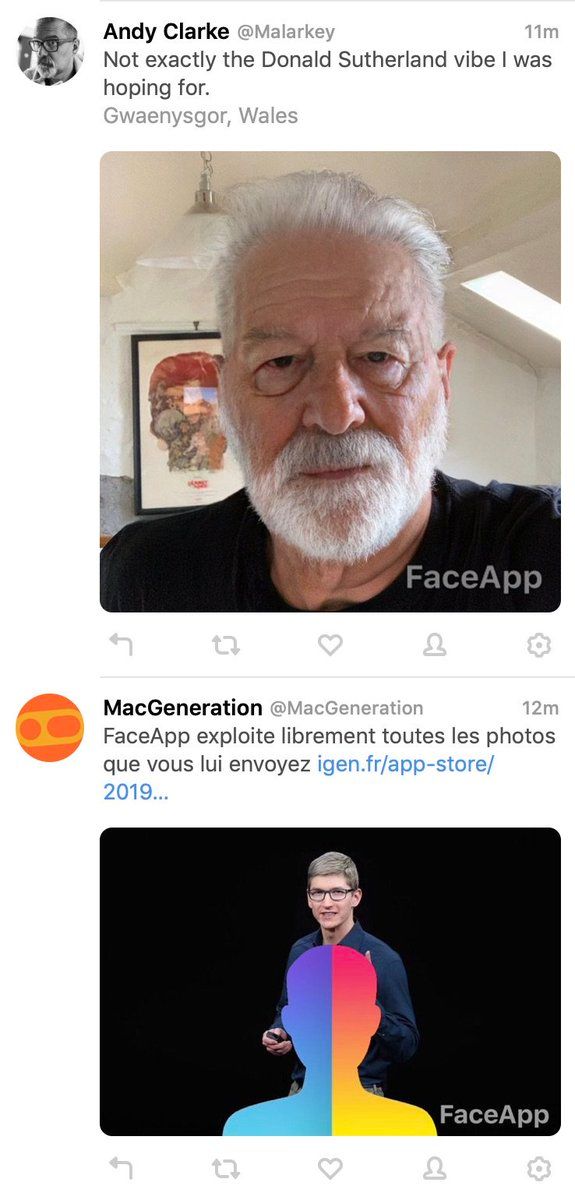 Andy Clarke @Malarkey 11m
Not exactly the Donald Sutherland vibe I was
hoping for.
Gwaenysgor, Wales
FaceApp
MacGeneration @MacGeneration 12m
FaceApp exploite librement toutes les photos
que vous lui envoyez igen.fr/app-store/
2019...
FaceApp